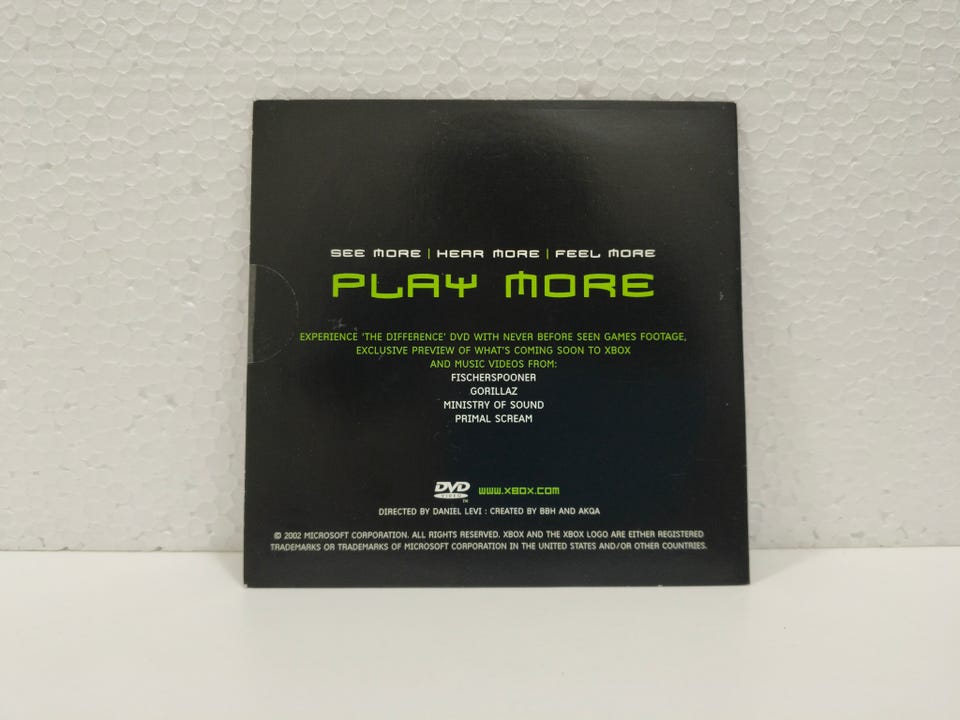 SEE MORE | HEAR MORE | FEEL MORE
PLAY MORE
EXPERIENCE 'THE DIFFERENCE' DVD WITH NEVER BEFORE SEEN GAMES FOOTAGE,
EXCLUSIVE PREVIEW OF WHAT'S COMING SOON TO XBOX
AND MUSIC VIDEOS FROM:
FISCHERSPOONER
GORILLAZ
MINISTRY OF SOUND
PRIMAL SCREAM
DVD VIDEO TM WWW.XBOX.COM
DIRECTED BY DANIEL LEVI : CREATED BY BBH AND AKQA
© 2002 MICROSOFT CORPORATION. ALL RIGHTS RESERVED. XBOX AND THE XBOX LOGO ARE EITHER REGISTERED
TRADEMARKS OR TRADEMARKS OF MICROSOFT CORPORATION IN THE UNITED STATES AND/OR OTHER COUNTRIES.